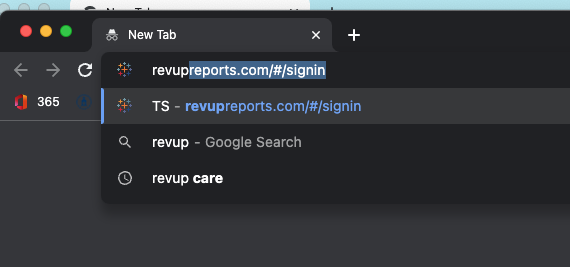 New Tab
revupreports.com/#/signin
365
TS - revupreports.com/#/signin
revup - Google Search
revup care